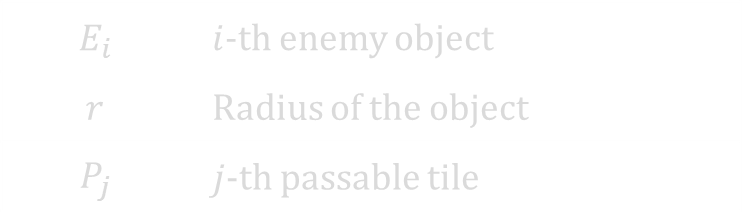 E_i i-th enemy object
r Radius of the object
P_j j-th passable tile